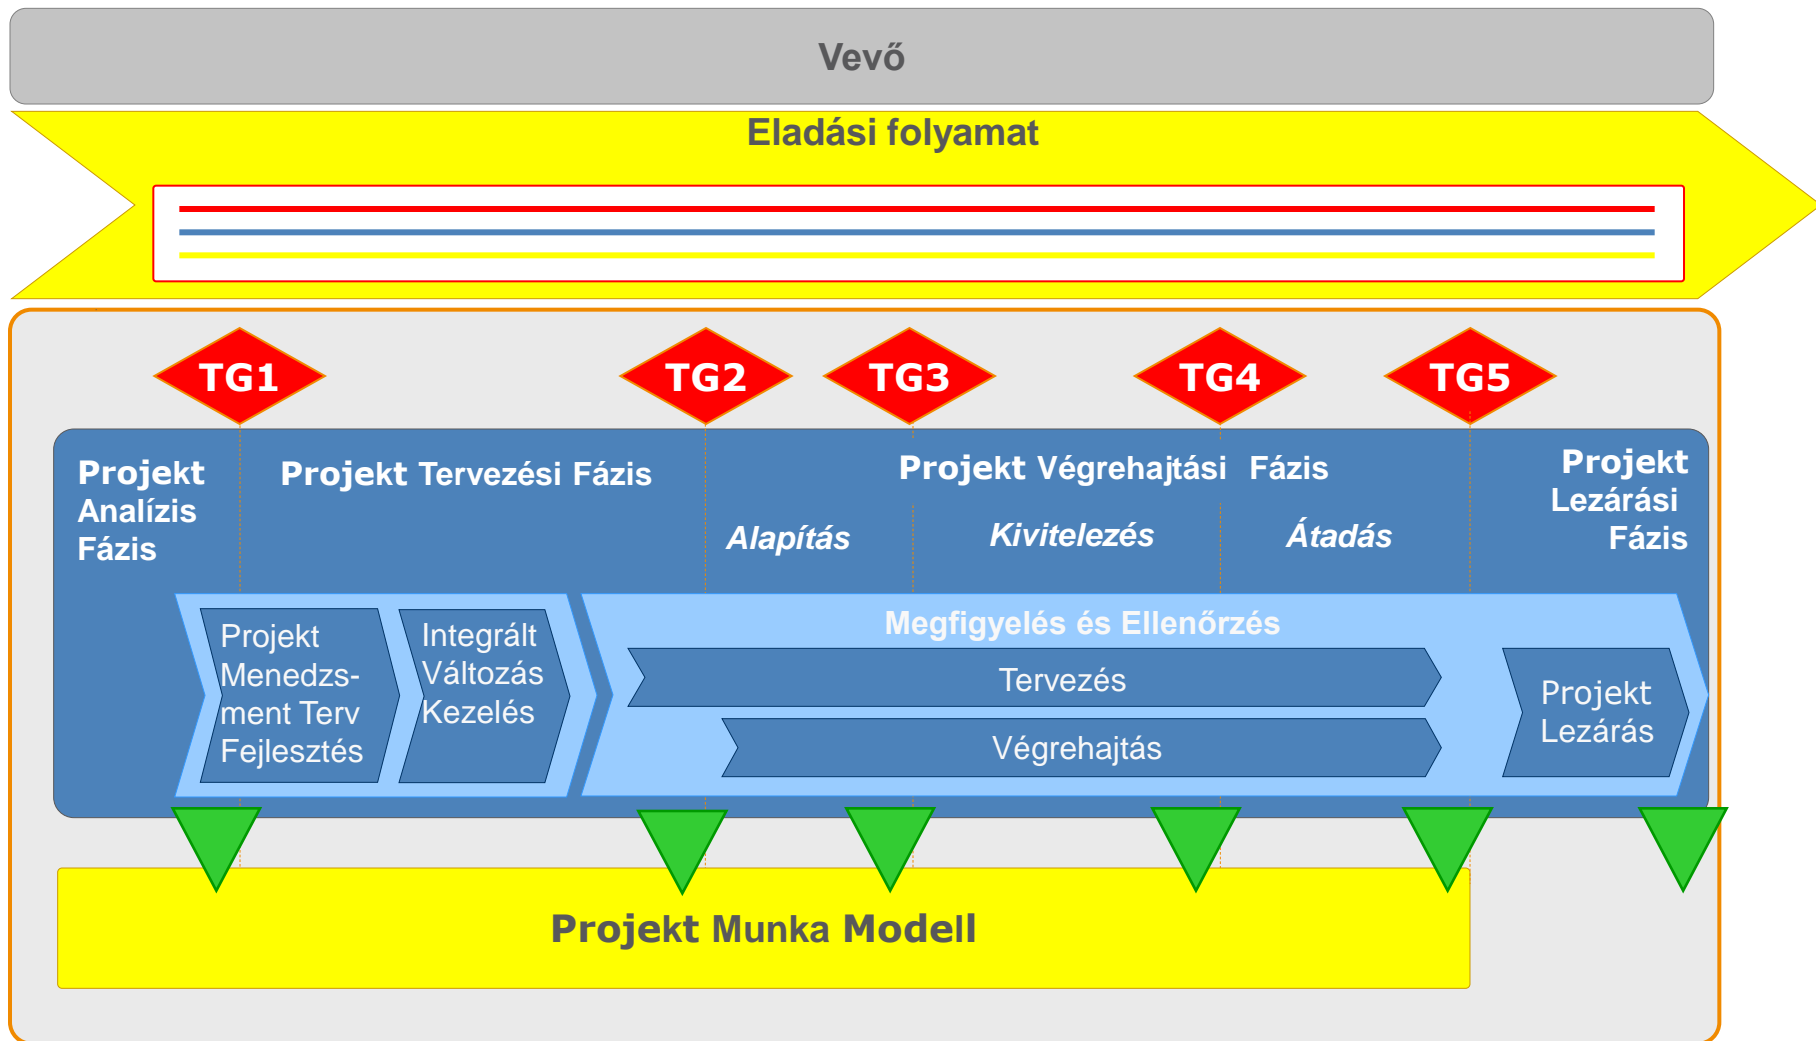 Vevő
Eladási folyamat
TG1
TG2
TG3
TG4
TG5
Projekt
Analízis
Fázis
Projekt Tervezési Fázis
Projekt Végrehajtási Fázis
Alapítás
Kivitelezés
Átadás
Projekt
Lezárási
Fázis
Projekt
Menedzs-
ment Terv
Fejlesztés
Integrált
Változás
Kezelés
Megfigyelés és Ellenőrzés
Tervezés
Végrehajtás
Projekt
Lezárás
Projekt Munka Modell